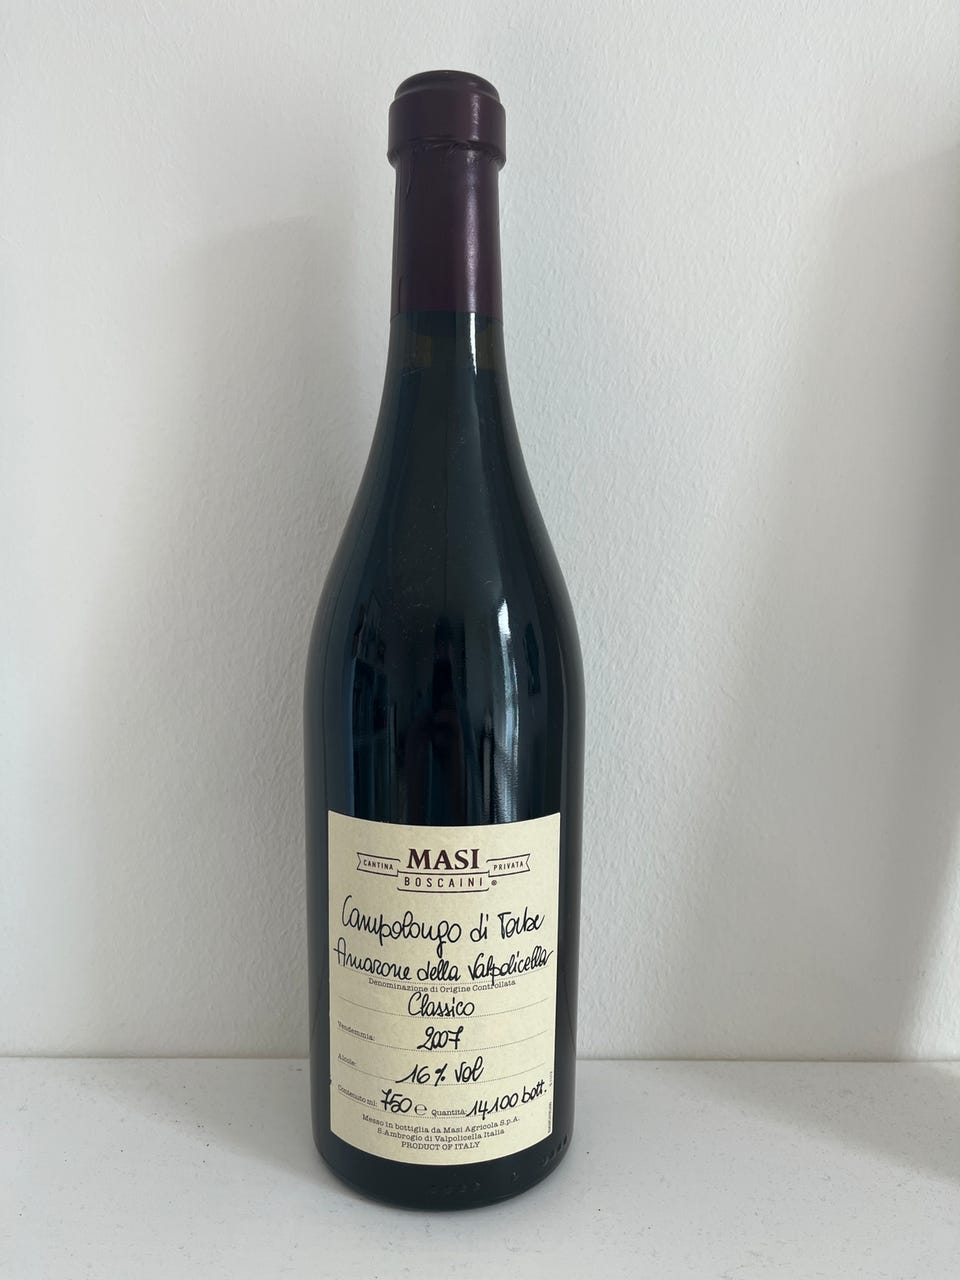 CANTINA MASI PRIVATA
BOSCAINI ®
Campolongo di Torbe
Amarone della Valpolicella
Denominazione di Origine Controllata
Classico
Vendemmia: 2007
Alcole: 16% vol
Contenuto ml: 750 ℮ Quantità: 14100 bott.
Messo in bottiglia da Masi Agricola S.p.A.
S.Ambrogio di Valpolicella Italia
PRODUCT OF ITALY